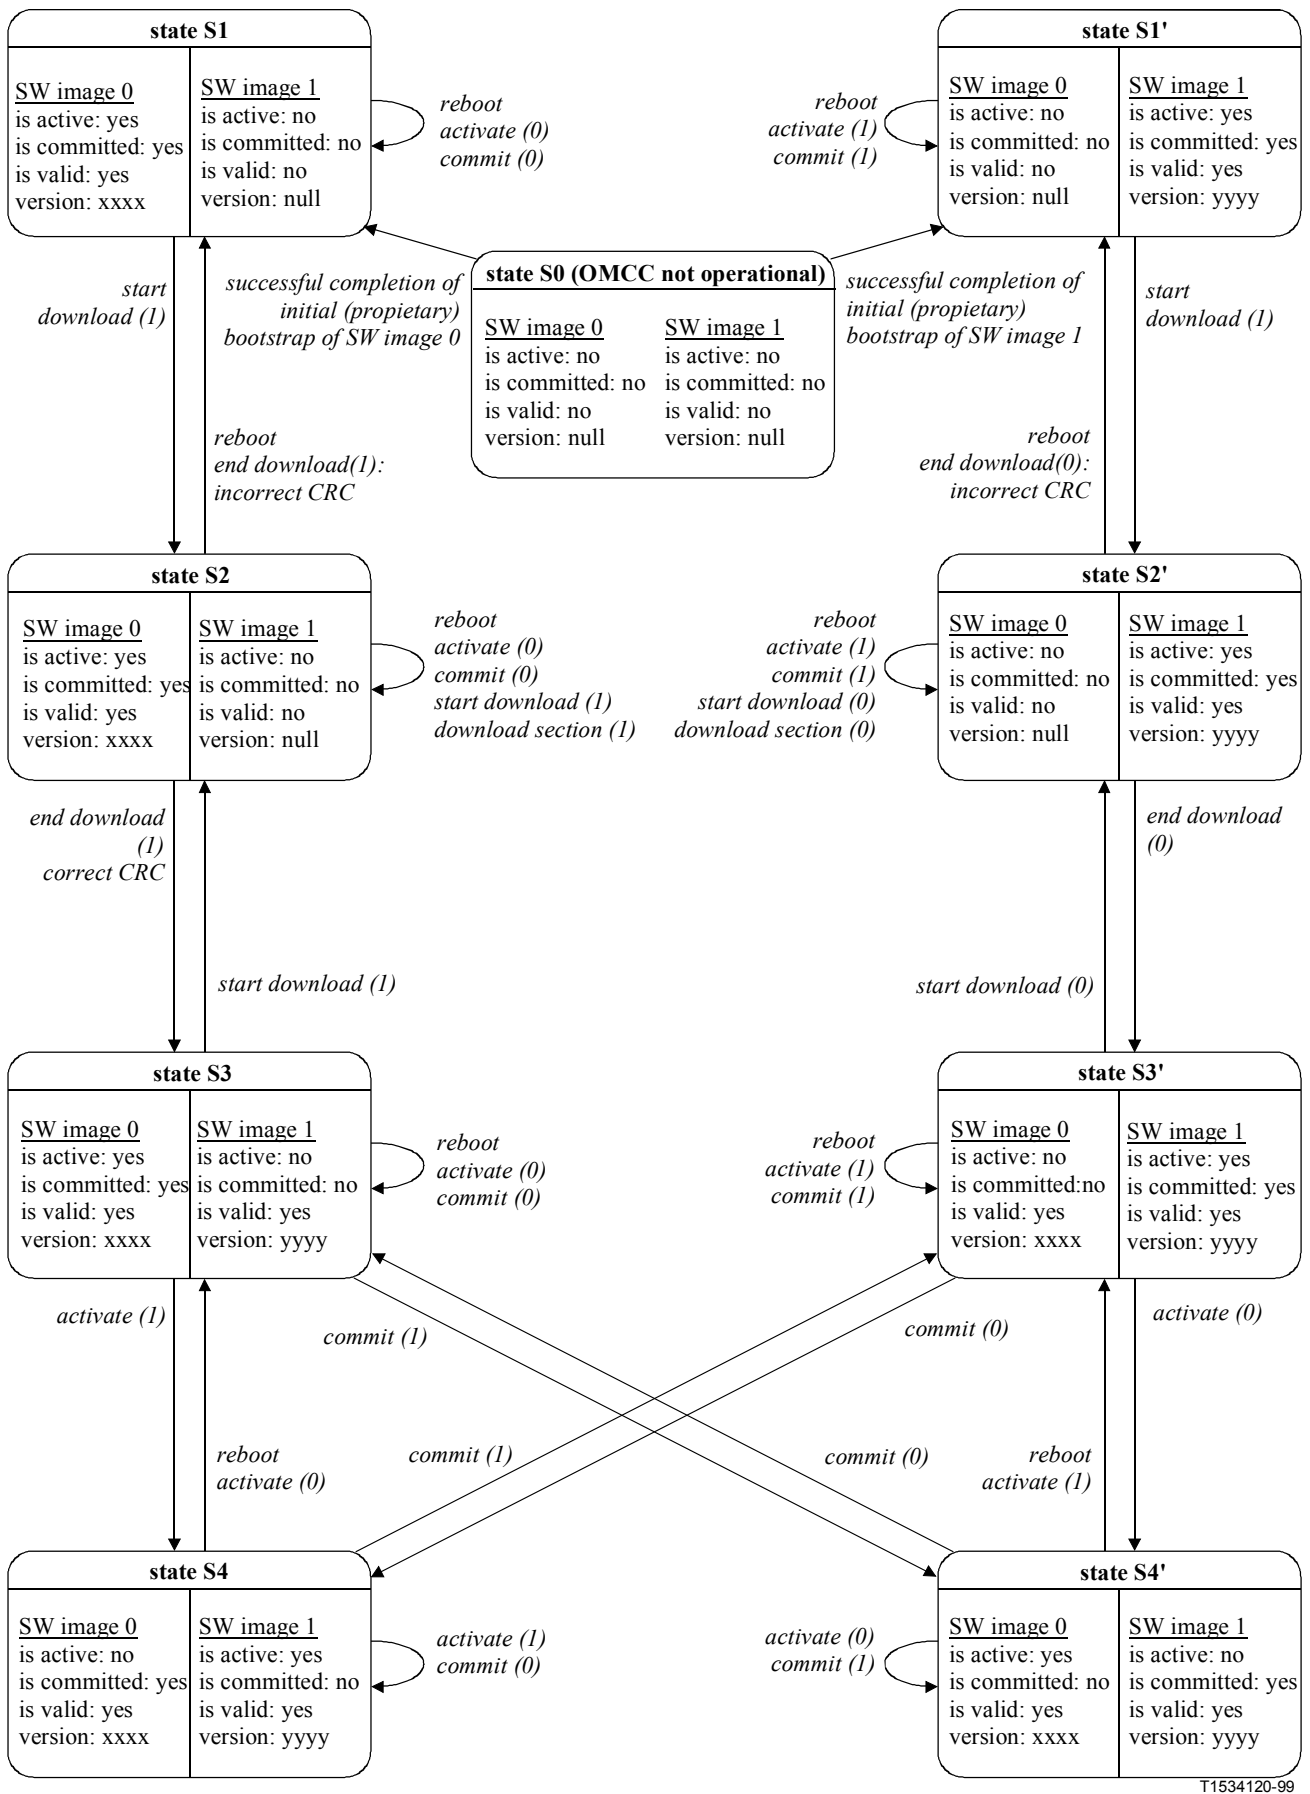 state S1
SW image 0
is active: yes
is committed: yes
is valid: yes
version: xxxx
SW image 1
is active: no
is committed: no
is valid: no
version: null
reboot
activate (0)
commit (0)
state S1'
SW image 0
is active: no
is committed: no
is valid: no
version: null
SW image 1
is active: yes
is committed: yes
is valid: yes
version: yyyy
reboot
activate (1)
commit (1)
state S0 (OMCC not operational)
SW image 0
is active: no
is committed: no
is valid: no
version: null
SW image 1
is active: no
is committed: no
is valid: no
version: null
start
download (1)
successful completion of
initial (propietary)
bootstrap of SW image 0
successful completion of
initial (propietary)
bootstrap of SW image 1
start
download (1)
reboot
end download(1):
incorrect CRC
reboot
end download(0):
incorrect CRC
state S2
SW image 0
is active: yes
is committed: yes
is valid: yes
version: xxxx
SW image 1
is active: no
is committed: no
is valid: no
version: null
reboot
activate (0)
commit (0)
start download (1)
download section (1)
reboot
activate (1)
commit (1)
start download (0)
download section (0)
state S2'
SW image 0
is active: no
is committed: no
is valid: no
version: null
SW image 1
is active: yes
is committed: yes
is valid: yes
version: yyyy
end download
(1)
correct CRC
end download
(0)
start download (1)
start download (0)
state S3
SW image 0
is active: yes
is committed: yes
is valid: yes
version: xxxx
SW image 1
is active: no
is committed: no
is valid: yes
version: yyyy
reboot
activate (0)
commit (0)
reboot
activate (1)
commit (1)
state S3'
SW image 0
is active: no
is committed:no
is valid: yes
version: xxxx
SW image 1
is active: yes
is committed: yes
is valid: yes
version: yyyy
activate (1)
commit (1)
commit (0)
activate (0)
reboot
activate (0)
commit (1)
commit (0)
reboot
activate (1)
state S4
SW image 0
is active: no
is committed: yes
is valid: yes
version: xxxx
SW image 1
is active: yes
is committed: no
is valid: yes
version: yyyy
activate (1)
commit (0)
activate (0)
commit (1)
state S4'
SW image 0
is active: yes
is committed: no
is valid: yes
version: xxxx
SW image 1
is active: no
is committed: yes
is valid: yes
version: yyyy
T1534120-99